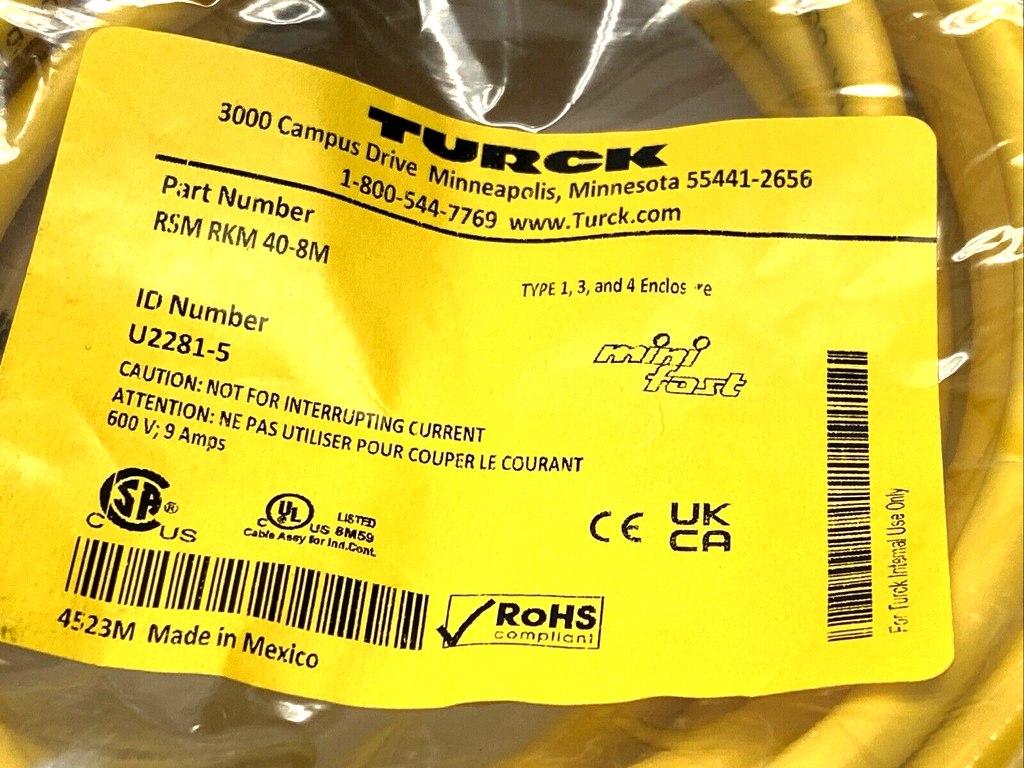 TURCK
3000 Campus Drive Minneapolis, Minnesota 55441-2656
1-800-544-7769 www.Turck.com
Part Number
RSM RKM 40-8M
TYPE 1, 3, and 4
ID Number
U2281-5
mini
fast
CAUTION: NOT FOR INTERRUPTING CURRENT
ATTENTION: NE PAS UTILISER POUR COUPER LE COURANT
600 V; 9 Amps
C SA ® US
C UL US LISTED 8M59
Cable Assy for Ind.Cont.
CE UK CA
RoHS
compliant
4523M Made in Mexico
For Turck Internal Use Only